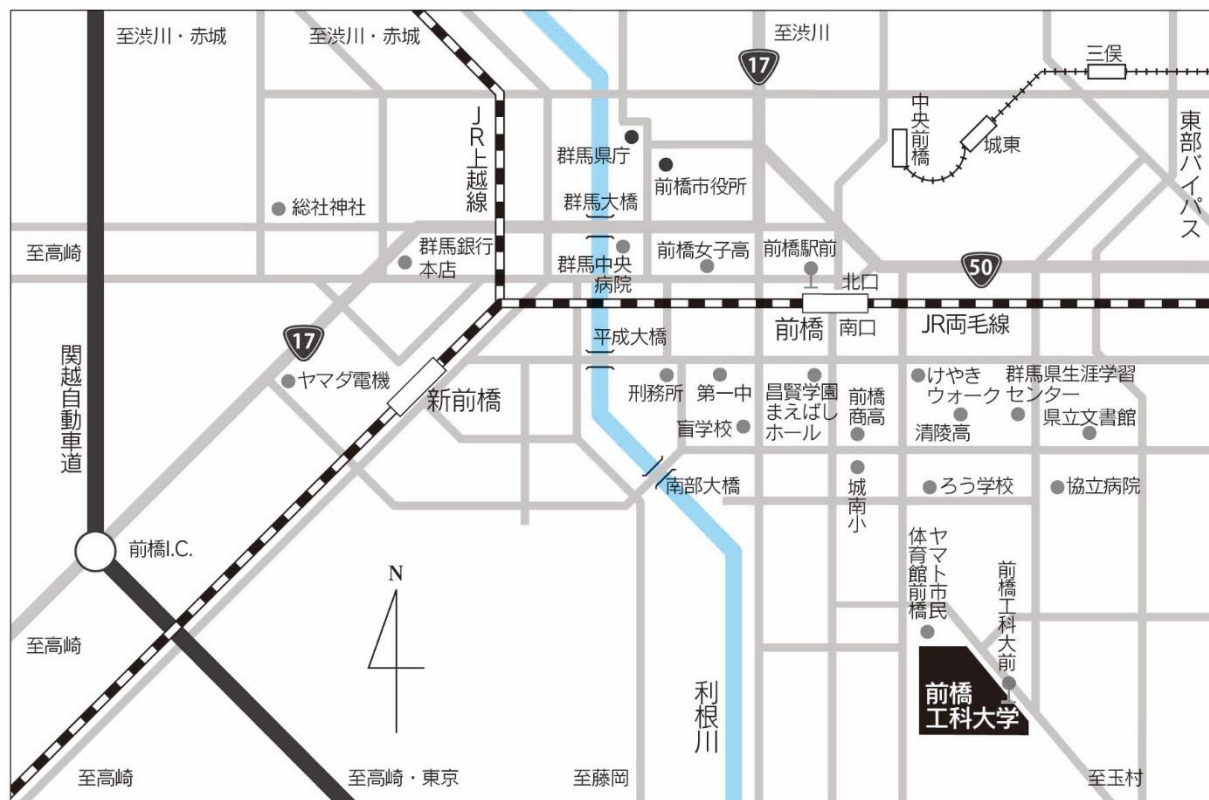 至渋川・赤城
至渋川・赤城
至渋川
17
三俣
中央前橋
城東
東部バイパス
JR上越線
群馬県庁
前橋市役所
総社神社
群馬大橋
至高崎
群馬銀行
本店
群馬中央
病院
前橋女子高
前橋駅前
北口
50
前橋
南口
JR両毛線
17
平成大橋
関越自動車道
ヤマダ電機
新前橋
刑務所
第一中
昌賢学園
まえばし
ホール
前橋
商高
けやき
ウォーク
群馬県生涯学習
センター
盲学校
清陵高
県立文書館
南部大橋
城南小
ろう学校
協立病院
前橋I.C.
N
ヤマト市民
体育館前橋
前橋工科大前
至高崎
利根川
前橋
工科大学
至高崎
至高崎・東京
至藤岡
至玉村